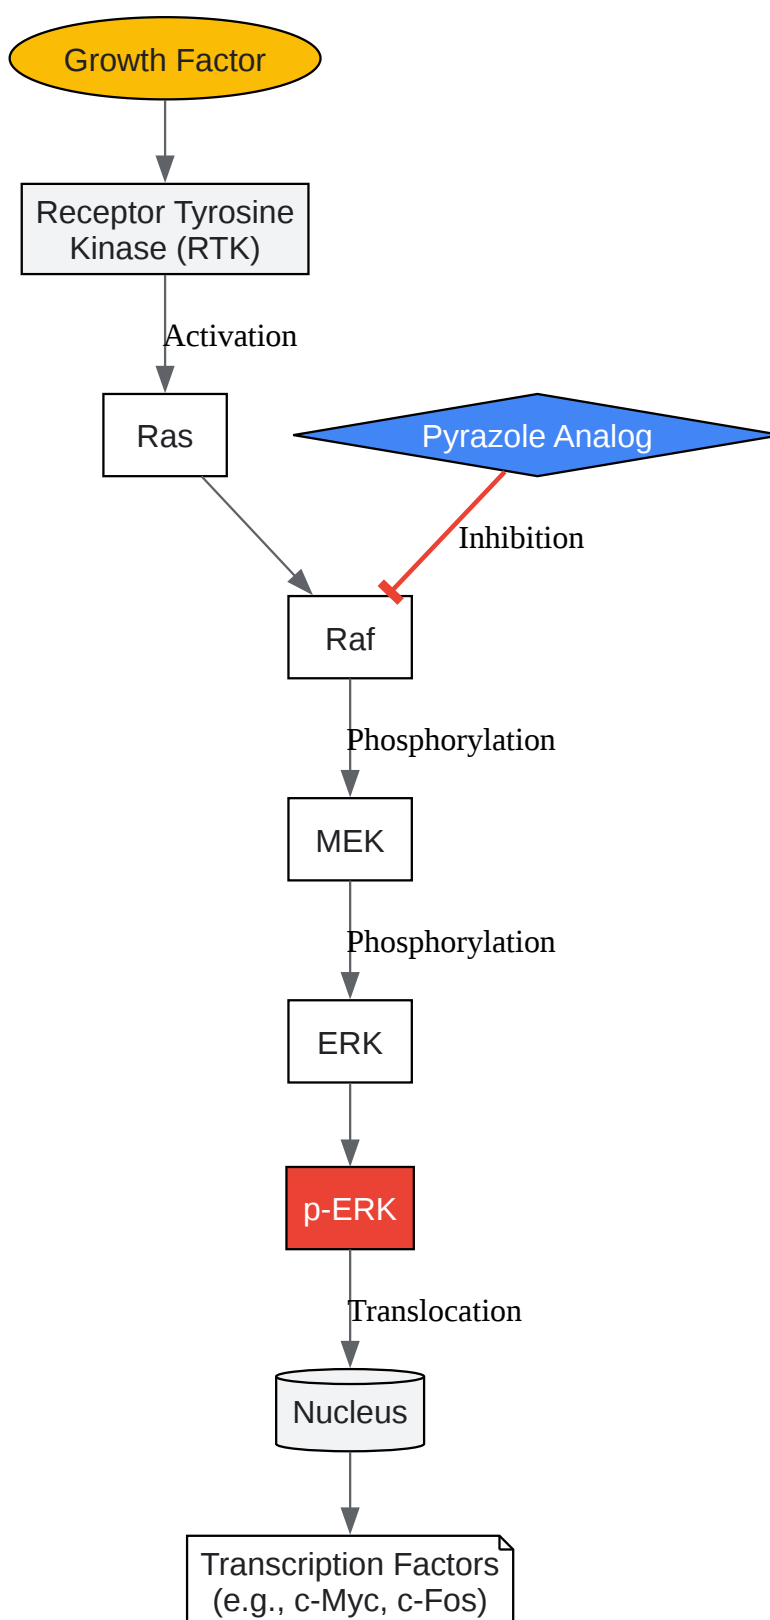 Growth Factor
Receptor Tyrosine
Kinase (RTK)
Activation
Ras
Pyrazole Analog
Inhibition
Raf
Phosphorylation
MEK
Phosphorylation
ERK
p-ERK
Translocation
Nucleus
Transcription Factors
(e.g., c-Myc, c-Fos)